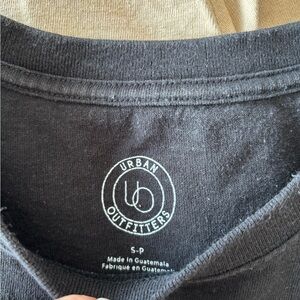 URBAN
UO
OUTFITTERS
S-P
Made in Guatemala
Fabriqué en Guatemala